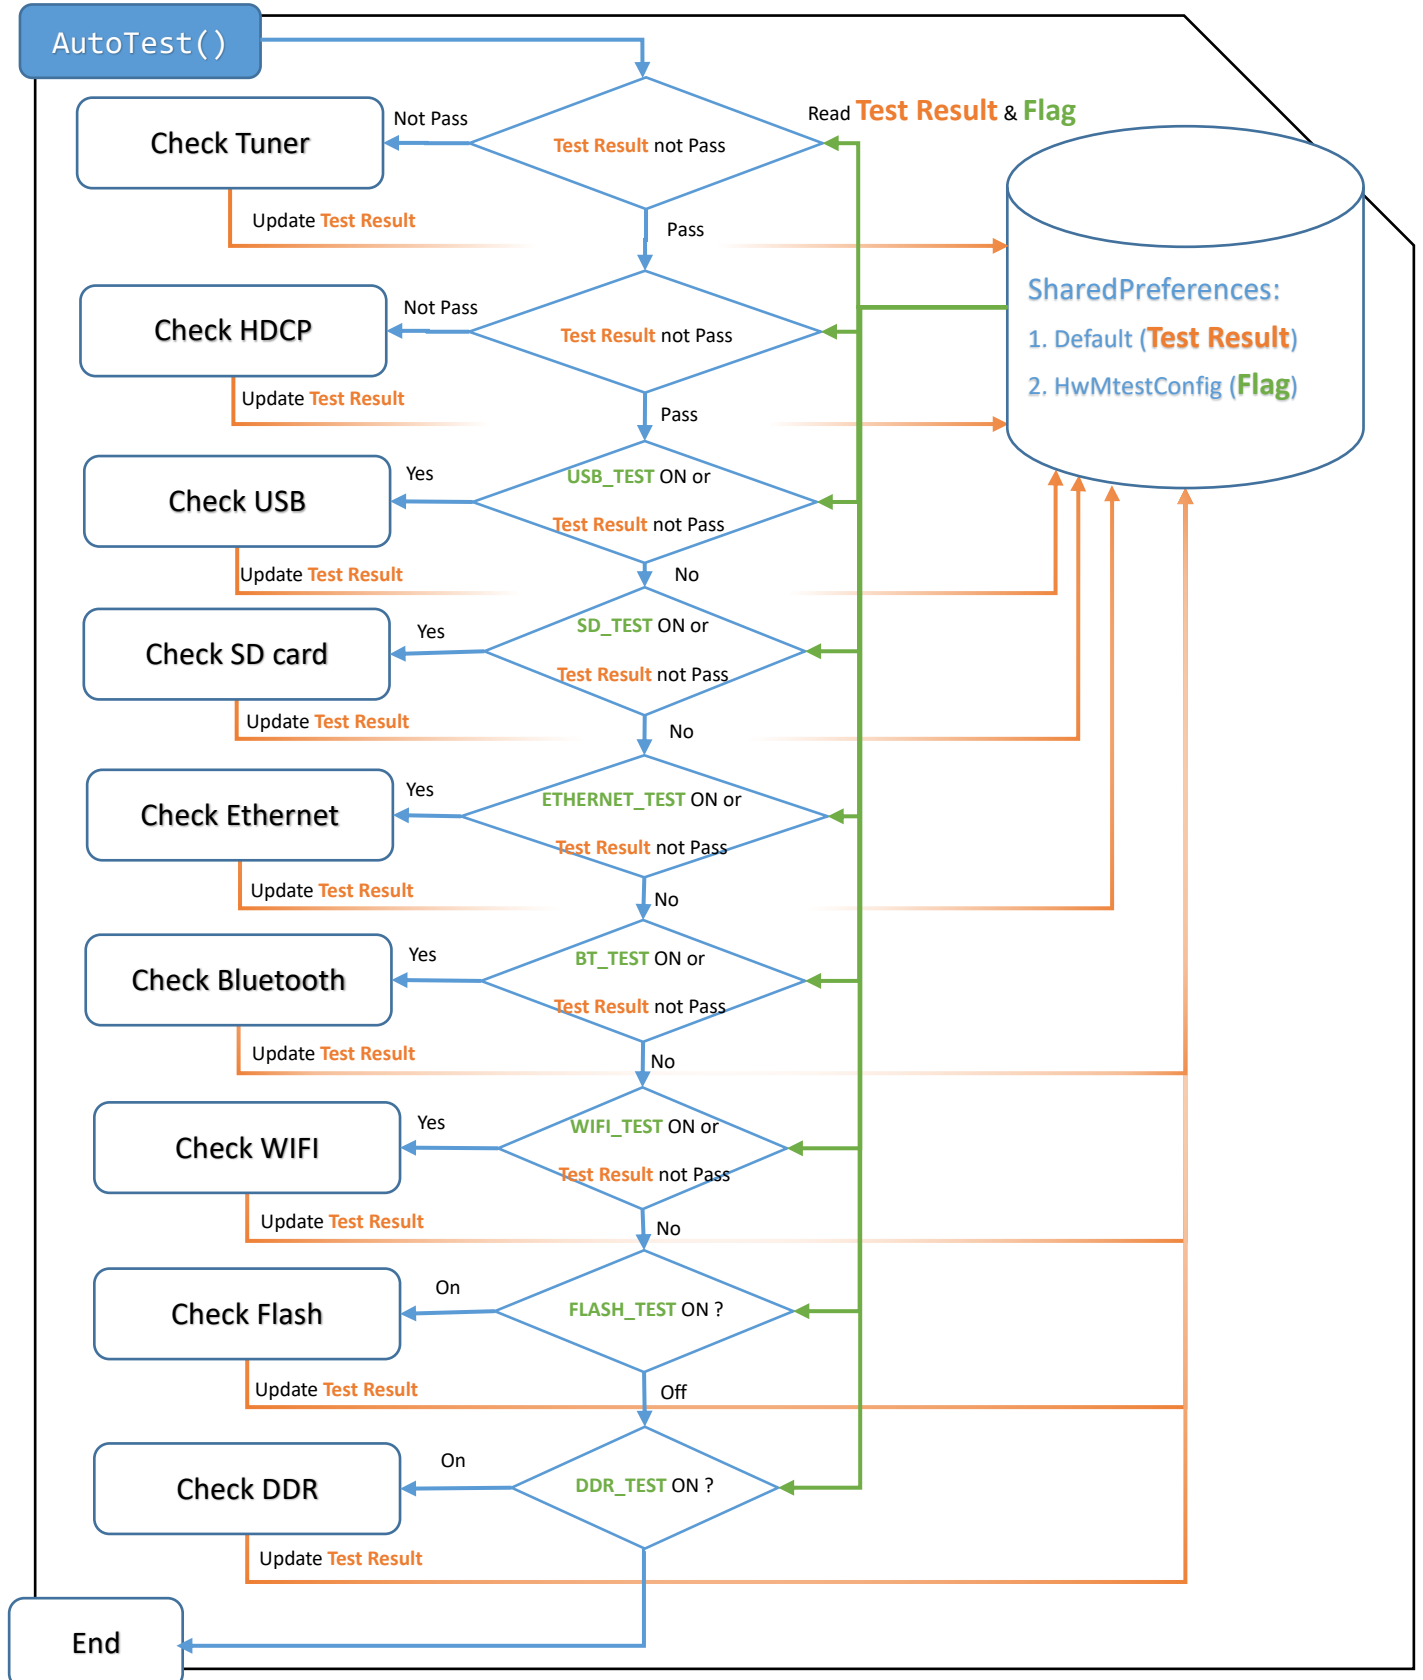 AutoTest()
Read Test Result & Flag
Not Pass
Check Tuner
Test Result not Pass
Update Test Result
Pass
SharedPreferences:
1. Default (Test Result)
2. HwMtestConfig (Flag)
Not Pass
Check HDCP
Test Result not Pass
Update Test Result
Pass
Yes
USB_TEST ON or
Check USB
Test Result not Pass
Update Test Result
No
Yes
SD_TEST ON or
Check SD card
Test Result not Pass
Update Test Result
No
Yes
ETHERNET_TEST ON or
Check Ethernet
Test Result not Pass
Update Test Result
No
Yes
BT_TEST ON or
Check Bluetooth
Test Result not Pass
Update Test Result
No
Yes
WIFI_TEST ON or
Check WIFI
Test Result not Pass
Update Test Result
No
On
Check Flash
FLASH_TEST ON ?
Update Test Result
Off
On
Check DDR
DDR_TEST ON ?
Update Test Result
End